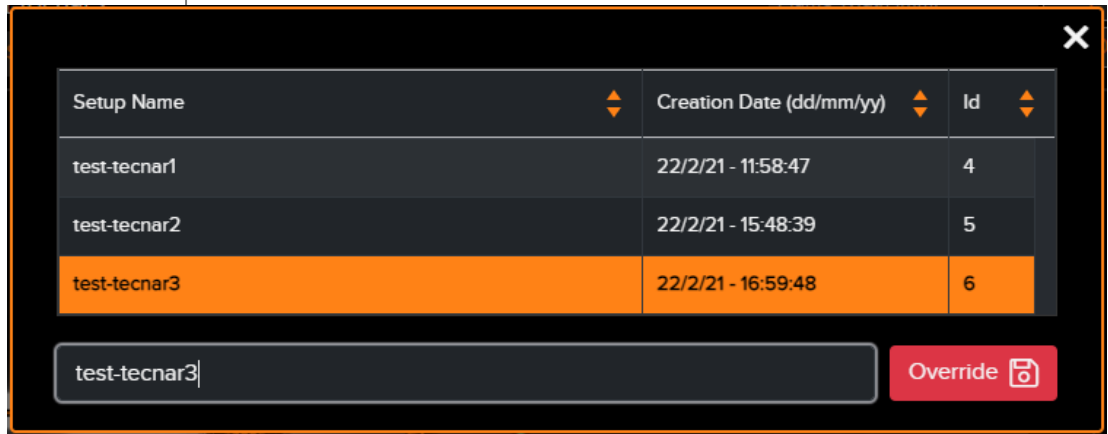 Setup Name Creation Date (dd/mm/yy) Id
test-tecnar1 22/2/21 - 11:58:47 4
test-tecnar2 22/2/21 - 15:48:39 5
test-tecnar3 22/2/21 - 16:59:48 6
test-tecnar3 Override